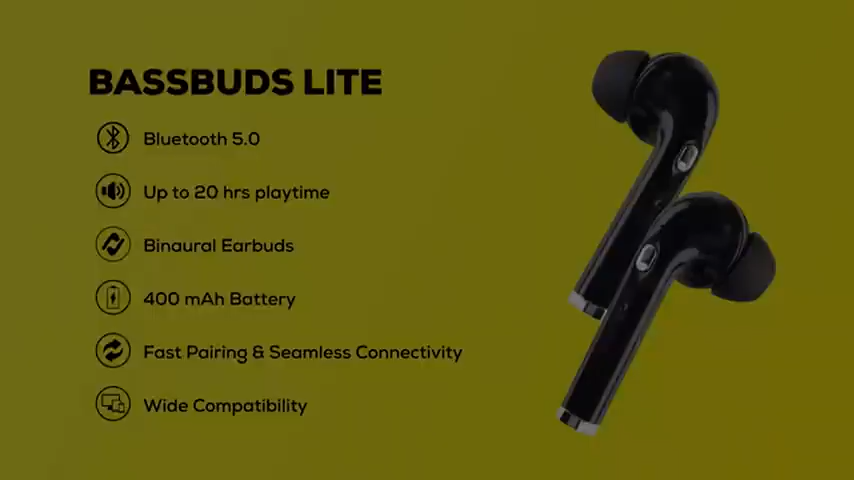 BASSBUDS LITE
Bluetooth 5.0
Up to 20 hrs playtime
Binaural Earbuds
400 mAh Battery
Fast Pairing & Seamless Connectivity
Wide Compatibility